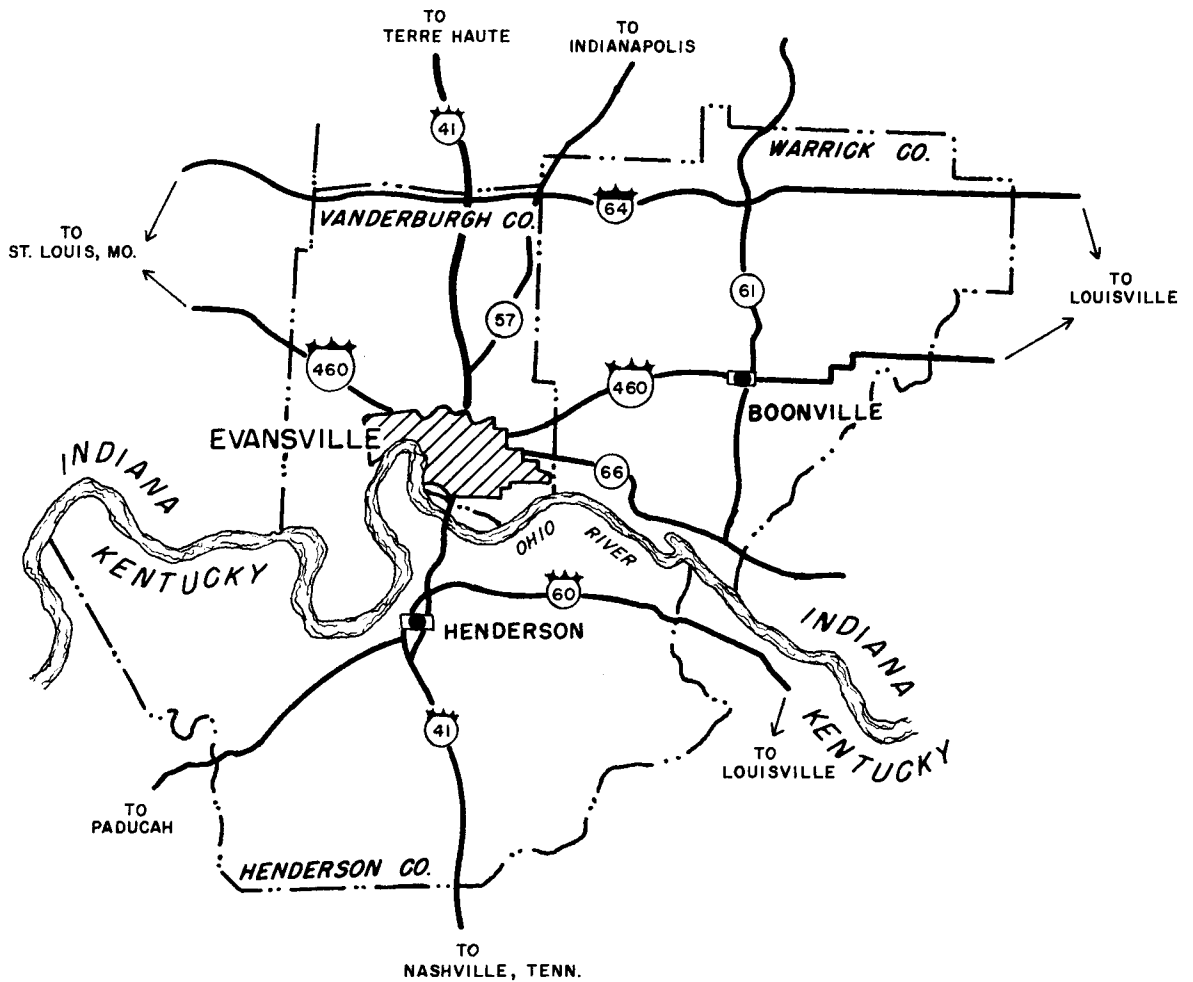 TO
TERRE HAUTE
TO
INDIANAPOLIS
41
WARRICK CO.
64
VANDERBURGH CO.
TO
ST. LOUIS, MO.
TO
LOUISVILLE
61
57
460
460
BOONVILLE
EVANSVILLE
66
INDIANA
KENTUCKY
OHIO
RIVER
60
HENDERSON
INDIANA
KENTUCKY
41
TO
LOUISVILLE
TO
PADUCAH
HENDERSON CO.
TO
NASHVILLE, TENN.